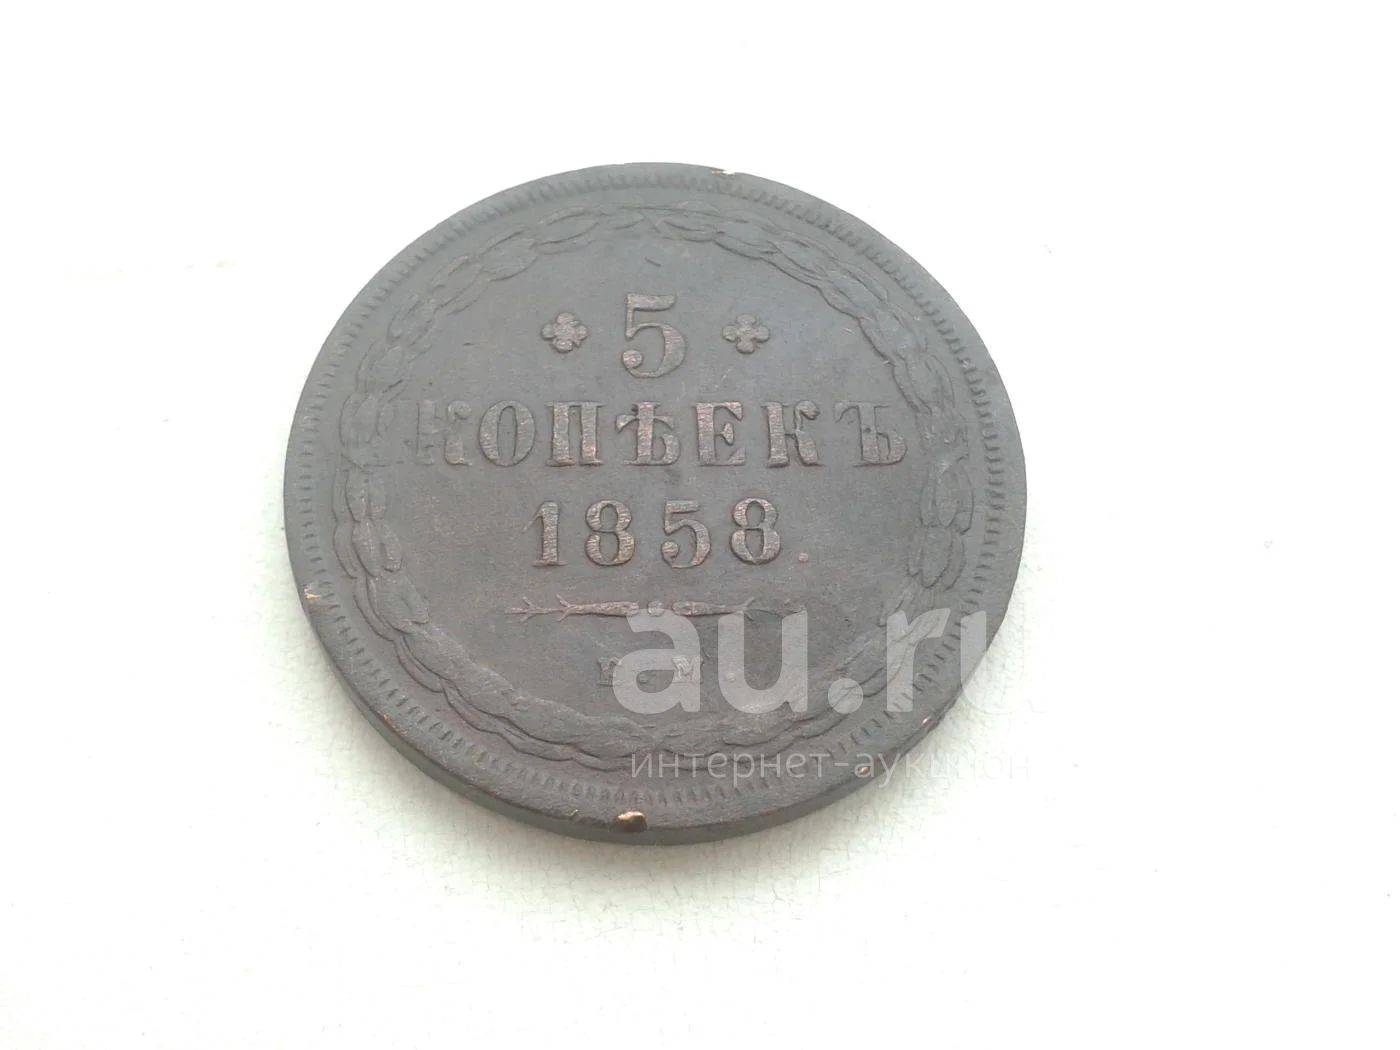 5
КОПѢЕКЪ
1858.
Е.М.
au.ru
интернет-аукцион